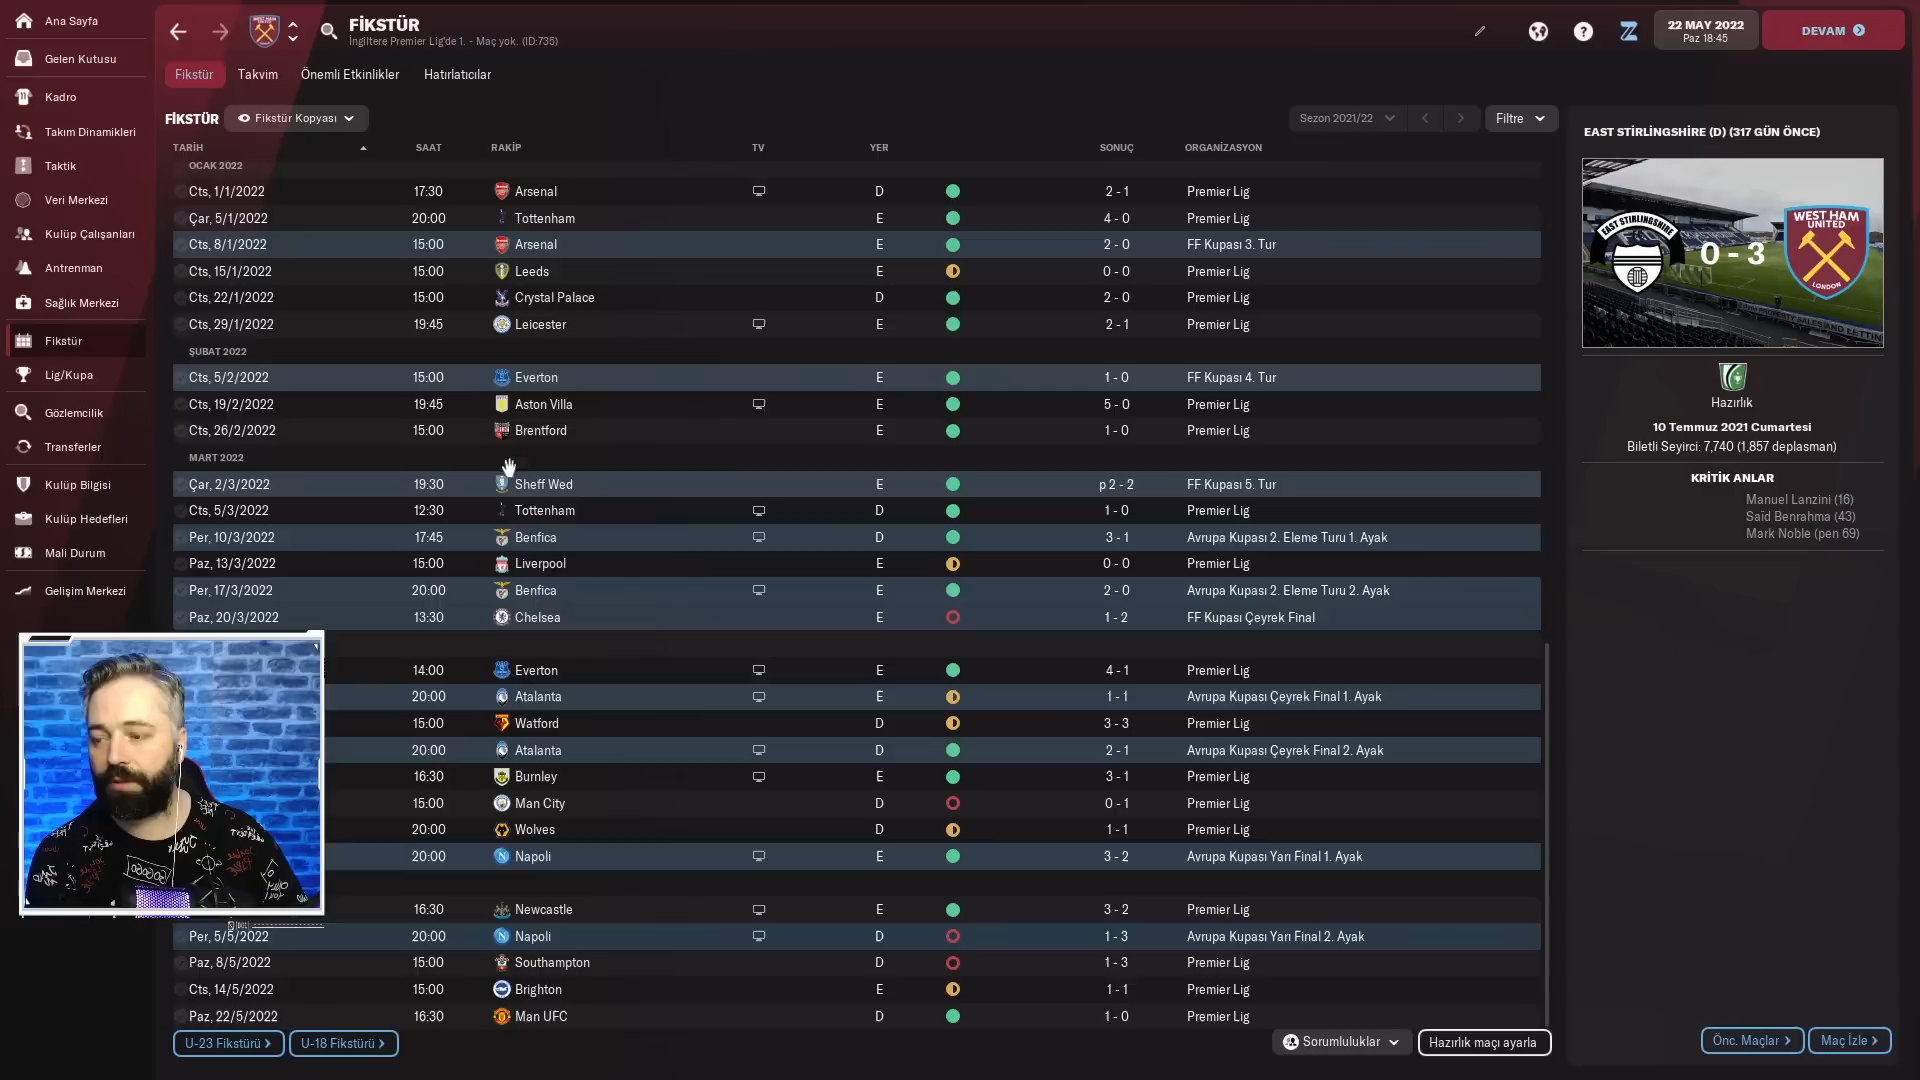 Ana Sayfa
Gelen Kutusu
Kadro
Takım Dinamikleri
Taktik
Veri Merkezi
Kulüp Çalışanları
Antrenman
Sağlık Merkezi
Fikstür
Lig/Kupa
Gözlemcilik
Transferler
Kulüp Bilgisi
Kulüp Hedefleri
Mali Durum
Gelişim Merkezi
FİKSTÜR
İngiltere Premier Lig'de 1. - Maç yok. (ID:735)
22 MAY 2022
Paz 18:45
DEVAM
Fikstür Takvim Önemli Etkinlikler Hatırlatıcılar
FİKSTÜR Fikstür Kopyası Sezon 2021/22 Filtre
TARİH SAAT RAKİP TV YER SONUÇ ORGANİZASYON
OCAK 2022
Cts, 1/1/2022 17:30 Arsenal D 2 - 1 Premier Lig
Çar, 5/1/2022 20:00 Tottenham E 4 - 0 Premier Lig
Cts, 8/1/2022 15:00 Arsenal E 2 - 0 FF Kupası 3. Tur
Cts, 15/1/2022 15:00 Leeds E 0 - 0 Premier Lig
Cts, 22/1/2022 15:00 Crystal Palace D 2 - 0 Premier Lig
Cts, 29/1/2022 19:45 Leicester E 2 - 1 Premier Lig
ŞUBAT 2022
Cts, 5/2/2022 15:00 Everton E 1 - 0 FF Kupası 4. Tur
Cts, 19/2/2022 19:45 Aston Villa E 5 - 0 Premier Lig
Cts, 26/2/2022 15:00 Brentford E 1 - 0 Premier Lig
MART 2022
Çar, 2/3/2022 19:30 Sheff Wed E p 2 - 2 FF Kupası 5. Tur
Cts, 5/3/2022 12:30 Tottenham D 1 - 0 Premier Lig
Per, 10/3/2022 17:45 Benfica D 3 - 1 Avrupa Kupası 2. Eleme Turu 1. Ayak
Paz, 13/3/2022 15:00 Liverpool E 0 - 0 Premier Lig
Per, 17/3/2022 20:00 Benfica E 2 - 0 Avrupa Kupası 2. Eleme Turu 2. Ayak
Paz, 20/3/2022 13:30 Chelsea E 1 - 2 FF Kupası Çeyrek Final
14:00 Everton E 4 - 1 Premier Lig
20:00 Atalanta E 1 - 1 Avrupa Kupası Çeyrek Final 1. Ayak
15:00 Watford D 3 - 3 Premier Lig
20:00 Atalanta D 2 - 1 Avrupa Kupası Çeyrek Final 2. Ayak
16:30 Burnley E 3 - 1 Premier Lig
15:00 Man City D 0 - 1 Premier Lig
20:00 Wolves D 1 - 1 Premier Lig
20:00 Napoli E 3 - 2 Avrupa Kupası Yarı Final 1. Ayak
16:30 Newcastle E 3 - 2 Premier Lig
Per, 5/5/2022 20:00 Napoli D 1 - 3 Avrupa Kupası Yarı Final 2. Ayak
Paz, 8/5/2022 15:00 Southampton D 1 - 3 Premier Lig
Cts, 14/5/2022 15:00 Brighton E 1 - 1 Premier Lig
Paz, 22/5/2022 16:30 Man UFC D 1 - 0 Premier Lig
U-23 Fikstürü U-18 Fikstürü Sorumluluklar Hazırlık maçı ayarla
EAST STİRLİNGSHİRE (D) (317 GÜN ÖNCE)
EAST STIRLINGSHIRE
0 - 3
WEST HAM
UNITED
LONDON
Hazırlık
10 Temmuz 2021 Cumartesi
Biletli Seyirci: 7,740 (1,857 deplasman)
KRİTİK ANLAR
Manuel Lanzini (16)
Saïd Benrahma (43)
Mark Noble (pen 69)
Önc. Maçlar Maç İzle